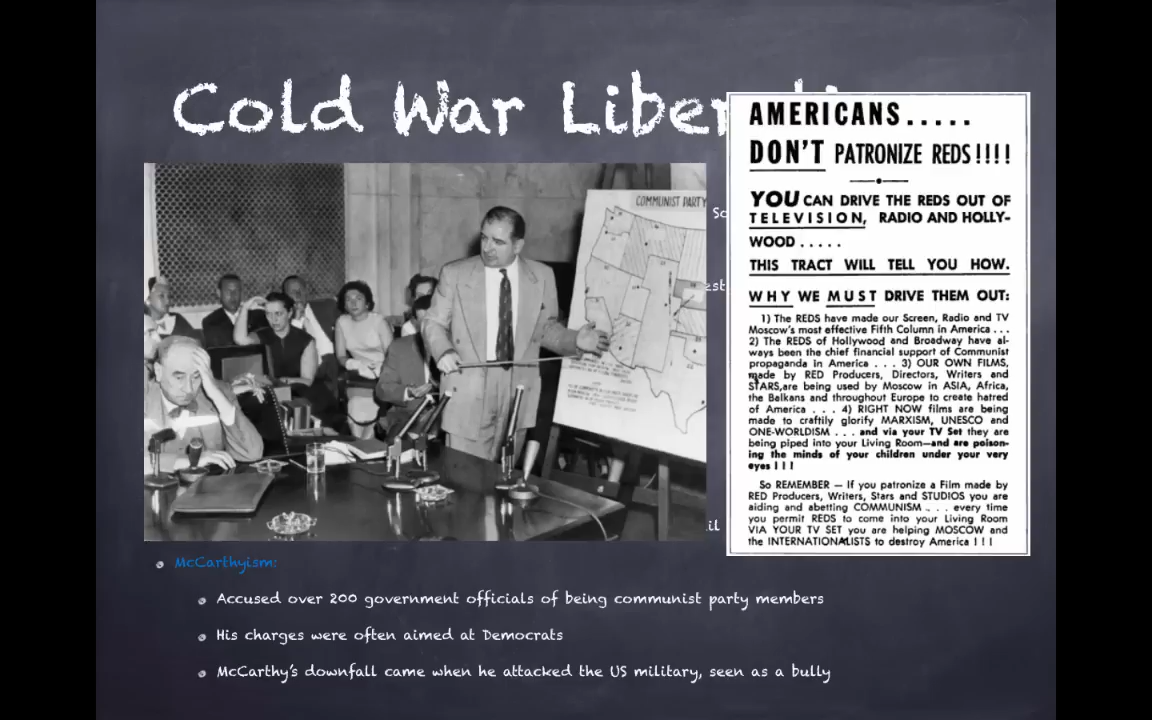 Cold War Liber
COMMUNIST PARTY
AMERICANS.....
DON'T PATRONIZE REDS!!!!
YOU CAN DRIVE THE REDS OUT OF
TELEVISION, RADIO AND HOLLY-
WOOD.....
THIS TRACT WILL TELL YOU HOW.
WHY WE MUST DRIVE THEM OUT:
1) The REDS have made our Screen, Radio and TV
Moscow's most effective Fifth Column in America . . .
2) The REDS of Hollywood and Broadway have al-
ways been the chief financial support of Communist
propaganda in America . . . 3) OUR OWN FILMS,
made by RED Producers, Directors, Writers and
STARS,are being used by Moscow in ASIA, Africa,
the Balkans and throughout Europe to create hatred
of America . . . 4) RIGHT NOW films are being
made to craftily glorify MARXISM, UNESCO and
ONE-WORLDISM . . . and via your TV Set they are
being piped into your Living Room—and are poison-
ing the minds of your children under your very
eyes ! ! !
So REMEMBER — If you patronize a Film made by
RED Producers, Writers, Stars and STUDIOS you are
aiding and abetting COMMUNISM . . . every time
you permit REDS to come into your Living Room
VIA YOUR TV SET you are helping MOSCOW and
the INTERNATIONALISTS to destroy America ! ! !
McCarthyism:
Accused over 200 government officials of being communist party members
His charges were often aimed at Democrats
McCarthy's downfall came when he attacked the US military, seen as a bully